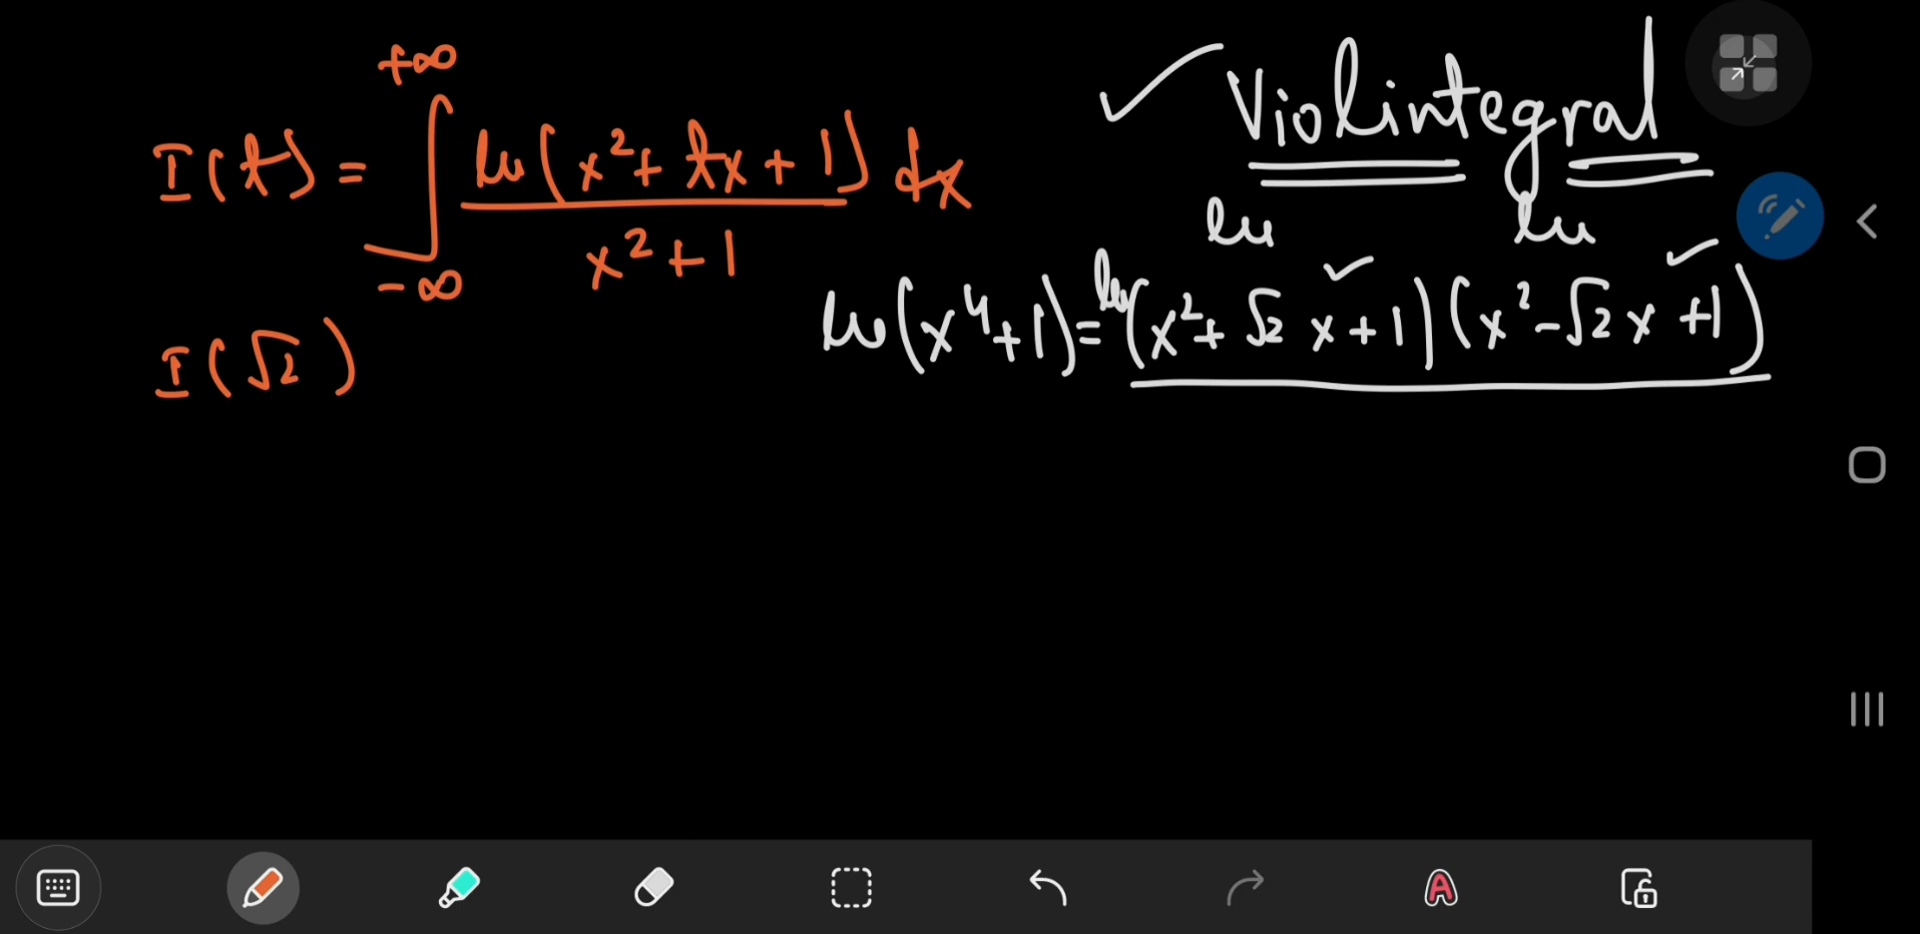 I(t) = ∫_{-∞}^{+∞} ln(x²+tx+1)/(x²+1) dx
✓ Violintegral
ln ln
ln(x⁴+1)=ln(x²+√2 x+1)(x²-√2 x+1)
I(√2)
A